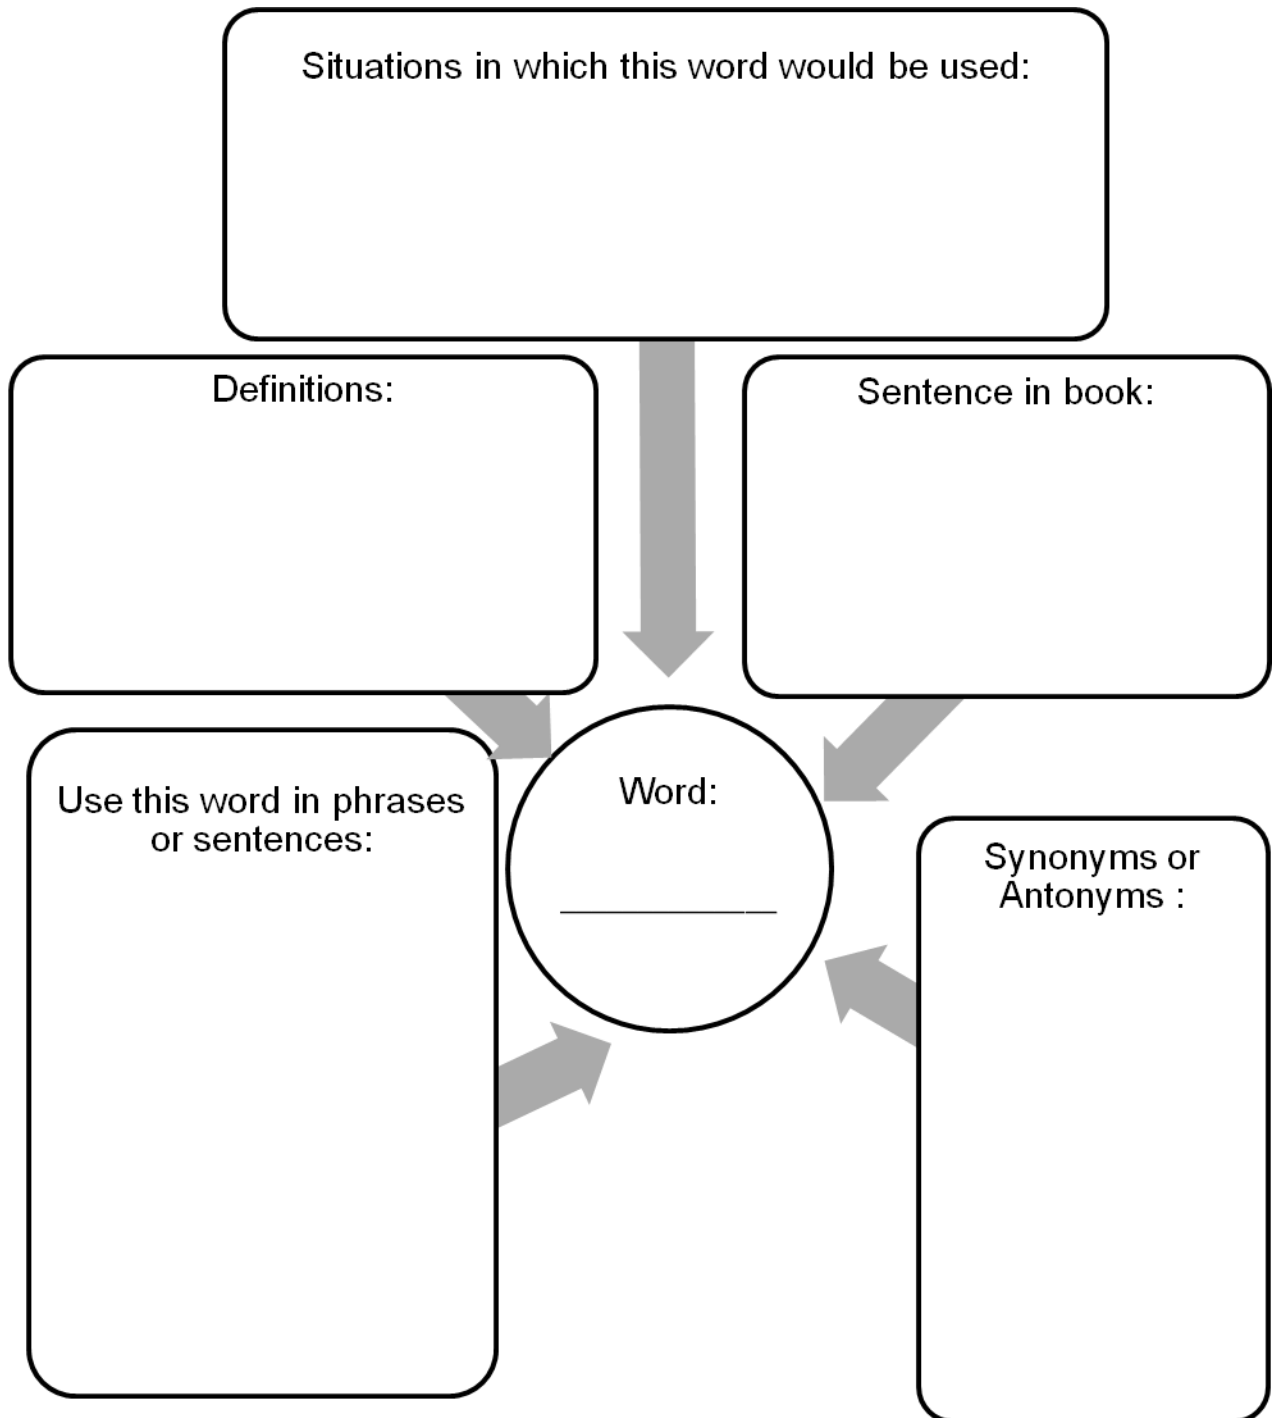 Situations in which this word would be used:
Definitions:
Sentence in book:
Use this word in phrases
or sentences:
Word:
Synonyms or
Antonyms :